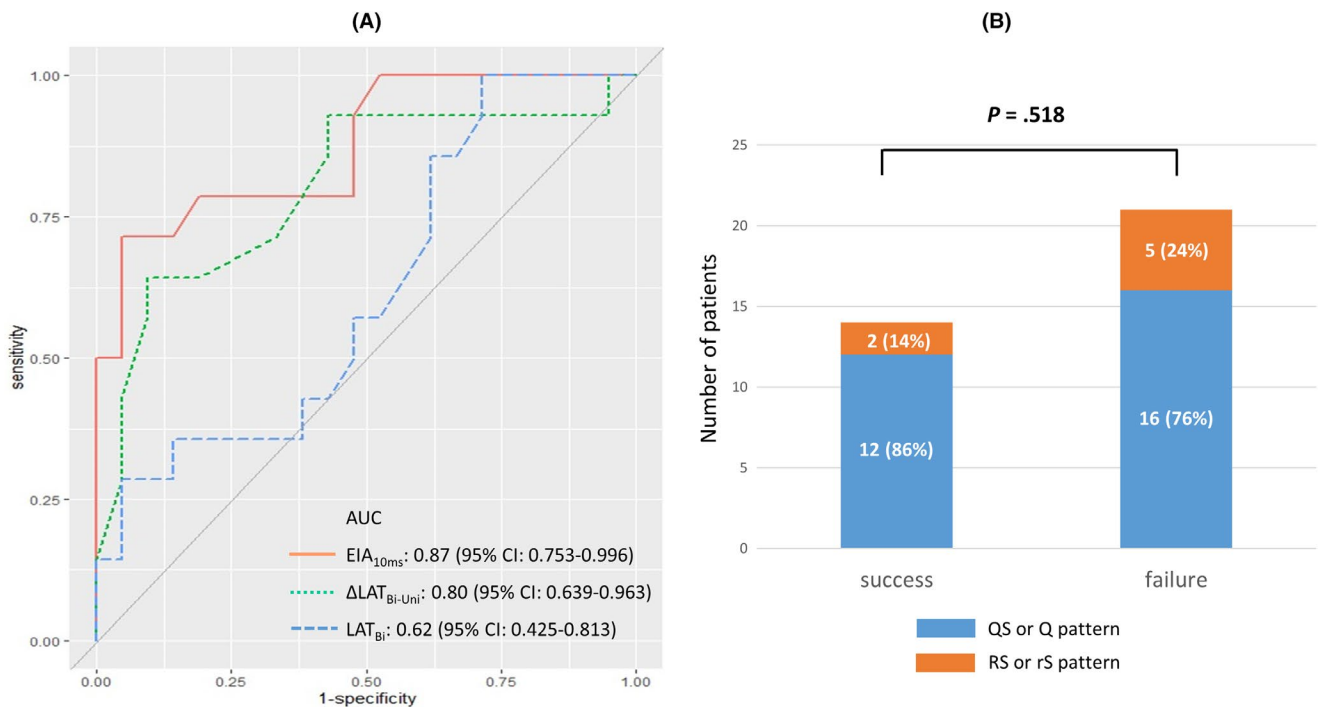 (A)
1.00
0.75
0.50
0.25
0.00
sensitivity
0.00 0.25 0.50 0.75 1.00
1-specificity
AUC
EIA10ms: 0.87 (95% CI: 0.753-0.996)
ΔLATBi-Uni: 0.80 (95% CI: 0.639-0.963)
LATBi: 0.62 (95% CI: 0.425-0.813)
(B)
P = .518
25
20
15
10
5
0
Number of patients
2 (14%)
12 (86%)
5 (24%)
16 (76%)
success failure
QS or Q pattern
RS or rS pattern